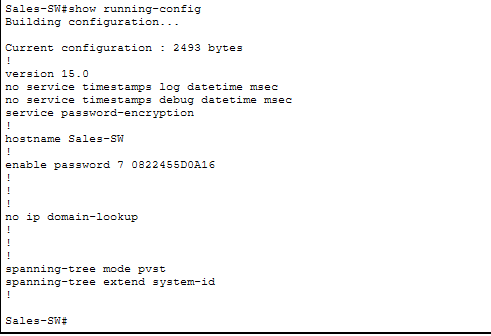 Sales-SW#show running-config
Building configuration...
Current configuration : 2493 bytes
!
version 15.0
no service timestamps log datetime msec
no service timestamps debug datetime msec
service password-encryption
!
hostname Sales-SW
!
enable password 7 0822455D0A16
!
!
!
no ip domain-lookup
!
!
!
spanning-tree mode pvst
spanning-tree extend system-id
!
Sales-SW#